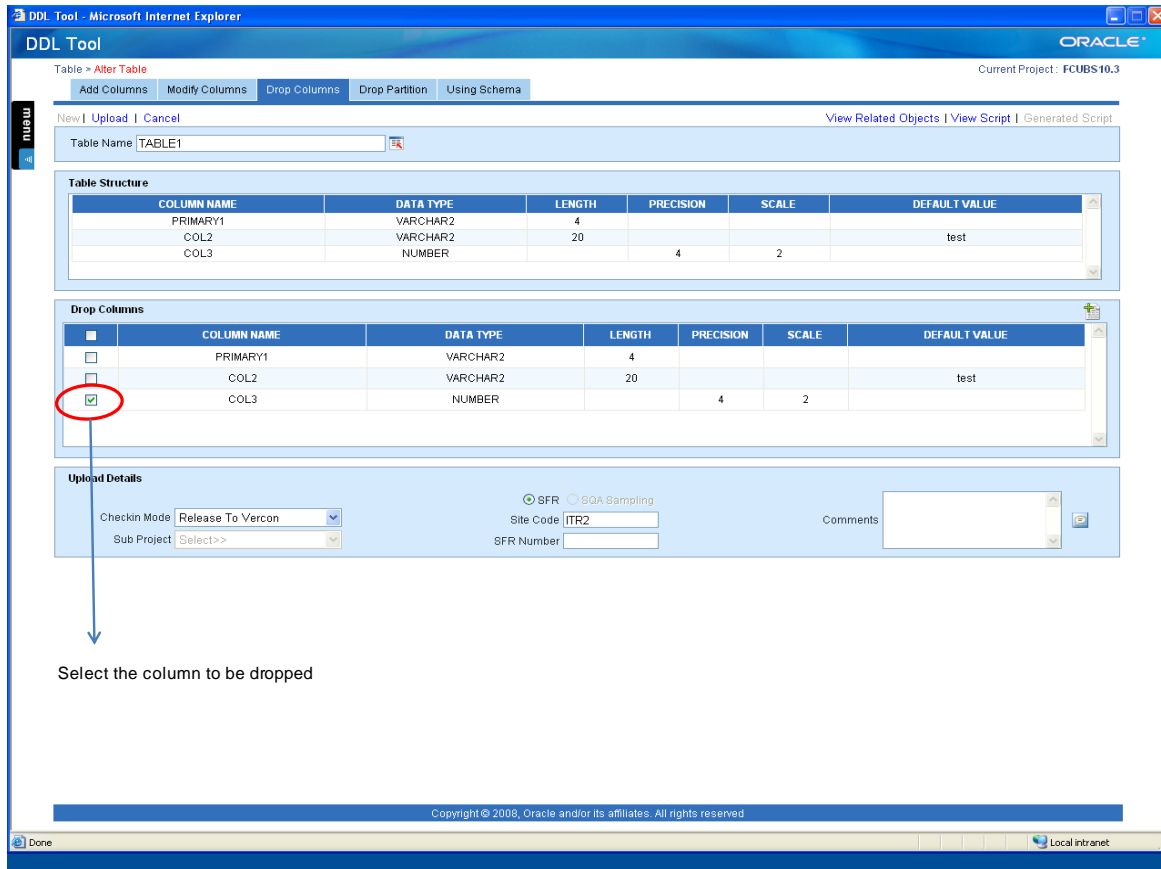 DDL Tool - Microsoft Internet Explorer
DDL Tool ORACLE
Table > Alter Table Current Project : FCUBS10.3
Add Columns Modify Columns Drop Columns Drop Partition Using Schema
menu
New | Upload | Cancel View Related Objects | View Script | Generated Script
Table Name TABLE1
Table Structure
COLUMN NAME DATA TYPE LENGTH PRECISION SCALE DEFAULT VALUE
PRIMARY1 VARCHAR2 4
COL2 VARCHAR2 20 test
COL3 NUMBER 4 2
Drop Columns
COLUMN NAME DATA TYPE LENGTH PRECISION SCALE DEFAULT VALUE
PRIMARY1 VARCHAR2 4
COL2 VARCHAR2 20 test
COL3 NUMBER 4 2
Upload Details
SFR SQA Sampling
Checkin Mode Release To Vercon Site Code ITR2 Comments
Sub Project Select>> SFR Number
Select the column to be dropped
Copyright © 2008, Oracle and/or its affiliates. All rights reserved
Done Local intranet